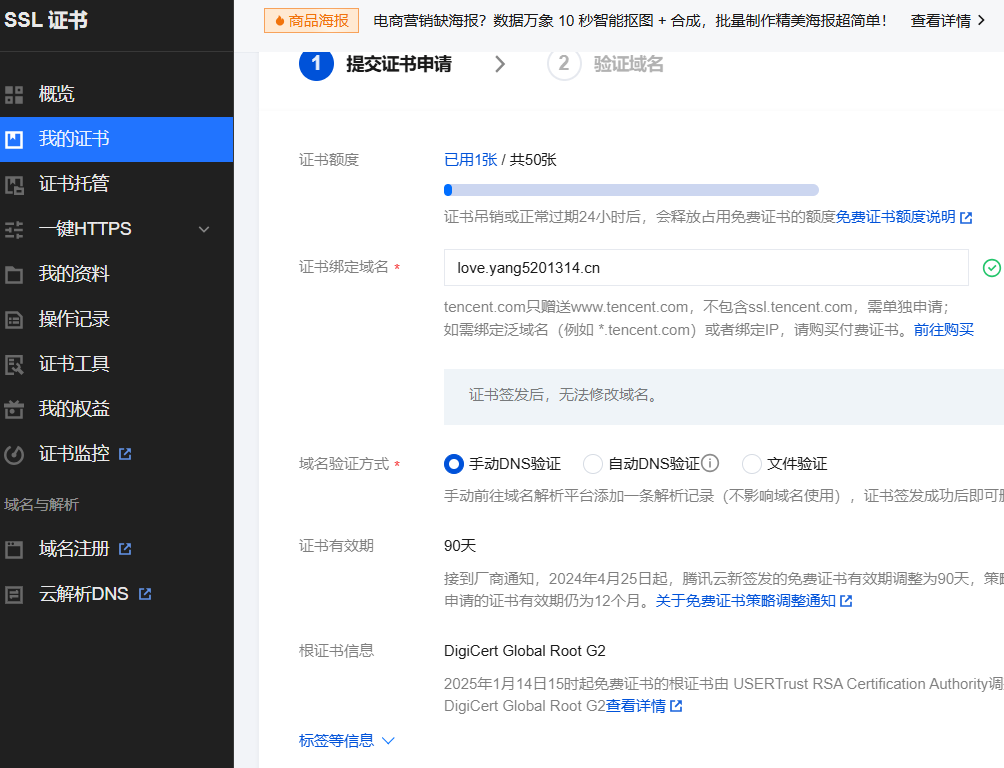 SSL 证书
概览
我的证书
证书托管
一键HTTPS
我的资料
操作记录
证书工具
我的权益
证书监控
域名与解析
域名注册
云解析DNS
商品海报 电商营销缺海报？数据万象 10 秒智能抠图 + 合成，批量制作精美海报超简单！ 查看详情
1 提交证书申请 2 验证域名
证书额度 已用1张 / 共50张
证书吊销或正常过期24小时后，会释放占用免费证书的额度免费证书额度说明
证书绑定域名 * love.yang5201314.cn
tencent.com只赠送www.tencent.com，不包含ssl.tencent.com，需单独申请；
如需绑定泛域名（例如 *.tencent.com）或者绑定IP，请购买付费证书。前往购买
证书签发后，无法修改域名。
域名验证方式 * 手动DNS验证 自动DNS验证 文件验证
手动前往域名解析平台添加一条解析记录（不影响域名使用），证书签发成功后即可
证书有效期 90天
接到厂商通知，2024年4月25日起，腾讯云新签发的免费证书有效期调整为90天，策
申请的证书有效期仍为12个月。关于免费证书策略调整通知
根证书信息 DigiCert Global Root G2
2025年1月14日15时起免费证书的根证书由 USERTrust RSA Certification Authority调
DigiCert Global Root G2查看详情
标签等信息